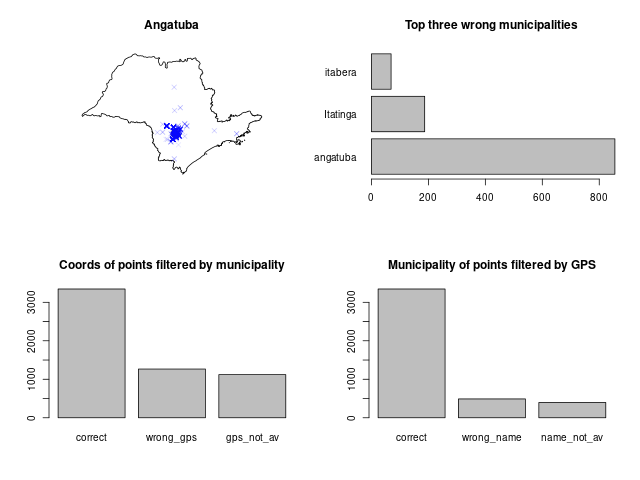 Angatuba
Top three wrong municipalities
itabera
Itatinga
angatuba
0 200 400 600 800
Coords of points filtered by municipality
3000
2000
1000
0
correct wrong_gps gps_not_av
Municipality of points filtered by GPS
3000
2000
1000
0
correct wrong_name name_not_av